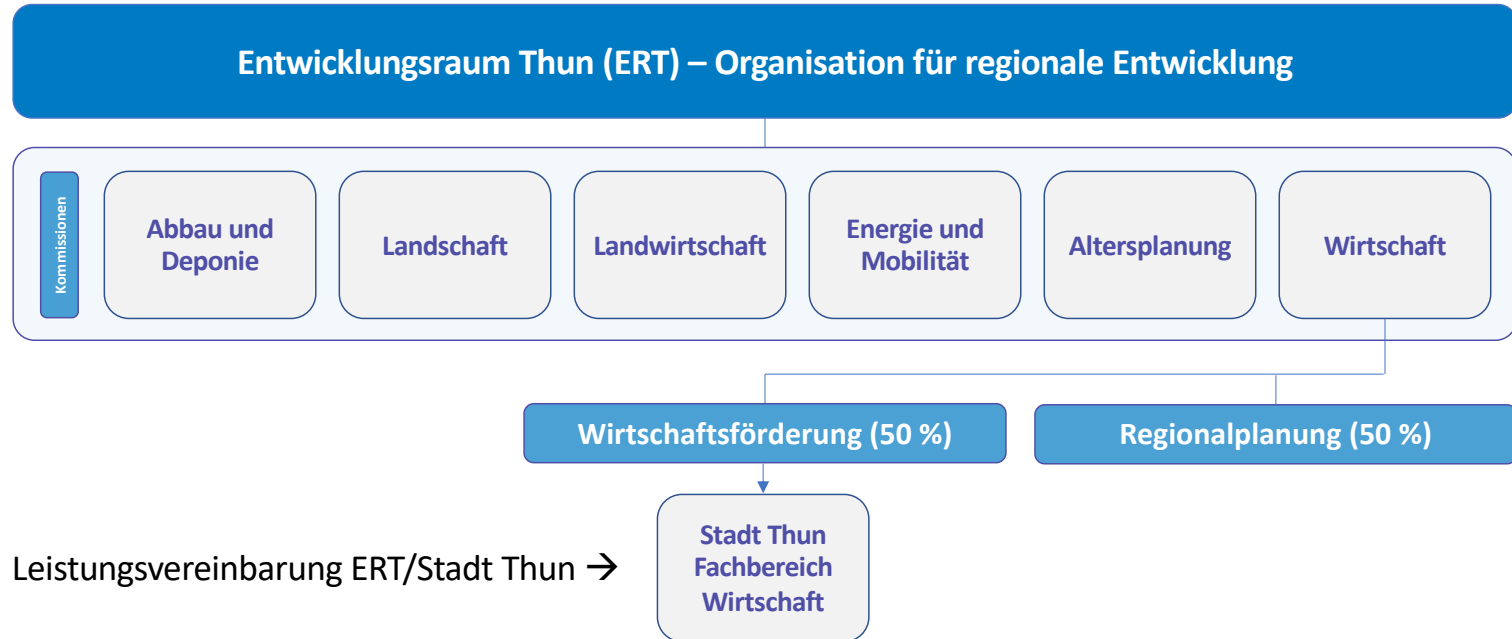 Entwicklungsraum Thun (ERT) – Organisation für regionale Entwicklung
Kommissionen
Abbau und
Deponie
Landschaft
Landwirtschaft
Energie und
Mobilität
Altersplanung
Wirtschaft
Wirtschaftsförderung (50 %)
Regionalplanung (50 %)
Leistungsvereinbarung ERT/Stadt Thun →
Stadt Thun
Fachbereich
Wirtschaft